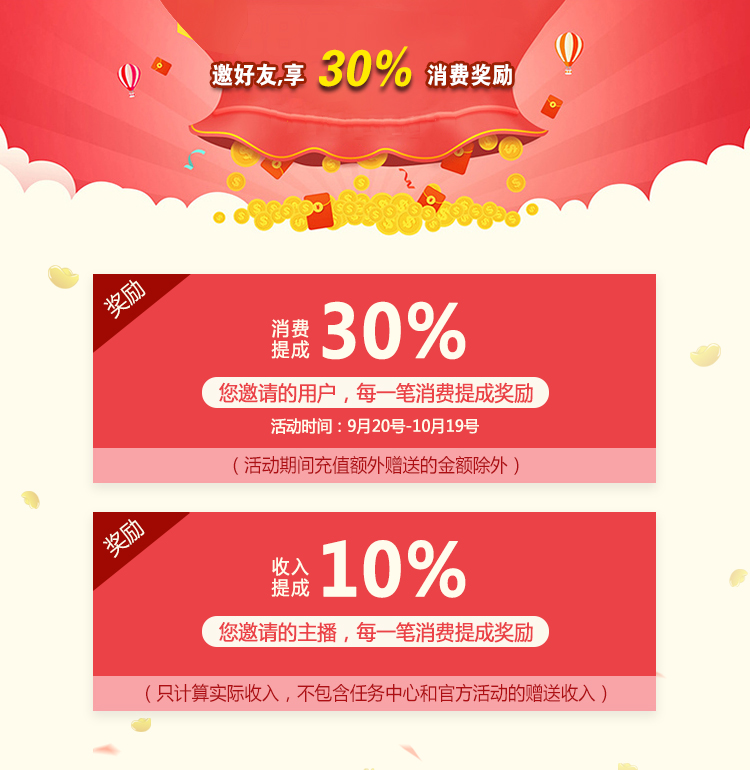 邀好友,享 30% 消费奖励
奖励
消费
提成
30%
您邀请的用户，每一笔消费提成奖励
活动时间：9月20号-10月19号
（活动期间充值额外赠送的金额除外）
奖励
收入
提成
10%
您邀请的主播，每一笔消费提成奖励
（只计算实际收入，不包含任务中心和官方活动的赠送收入）